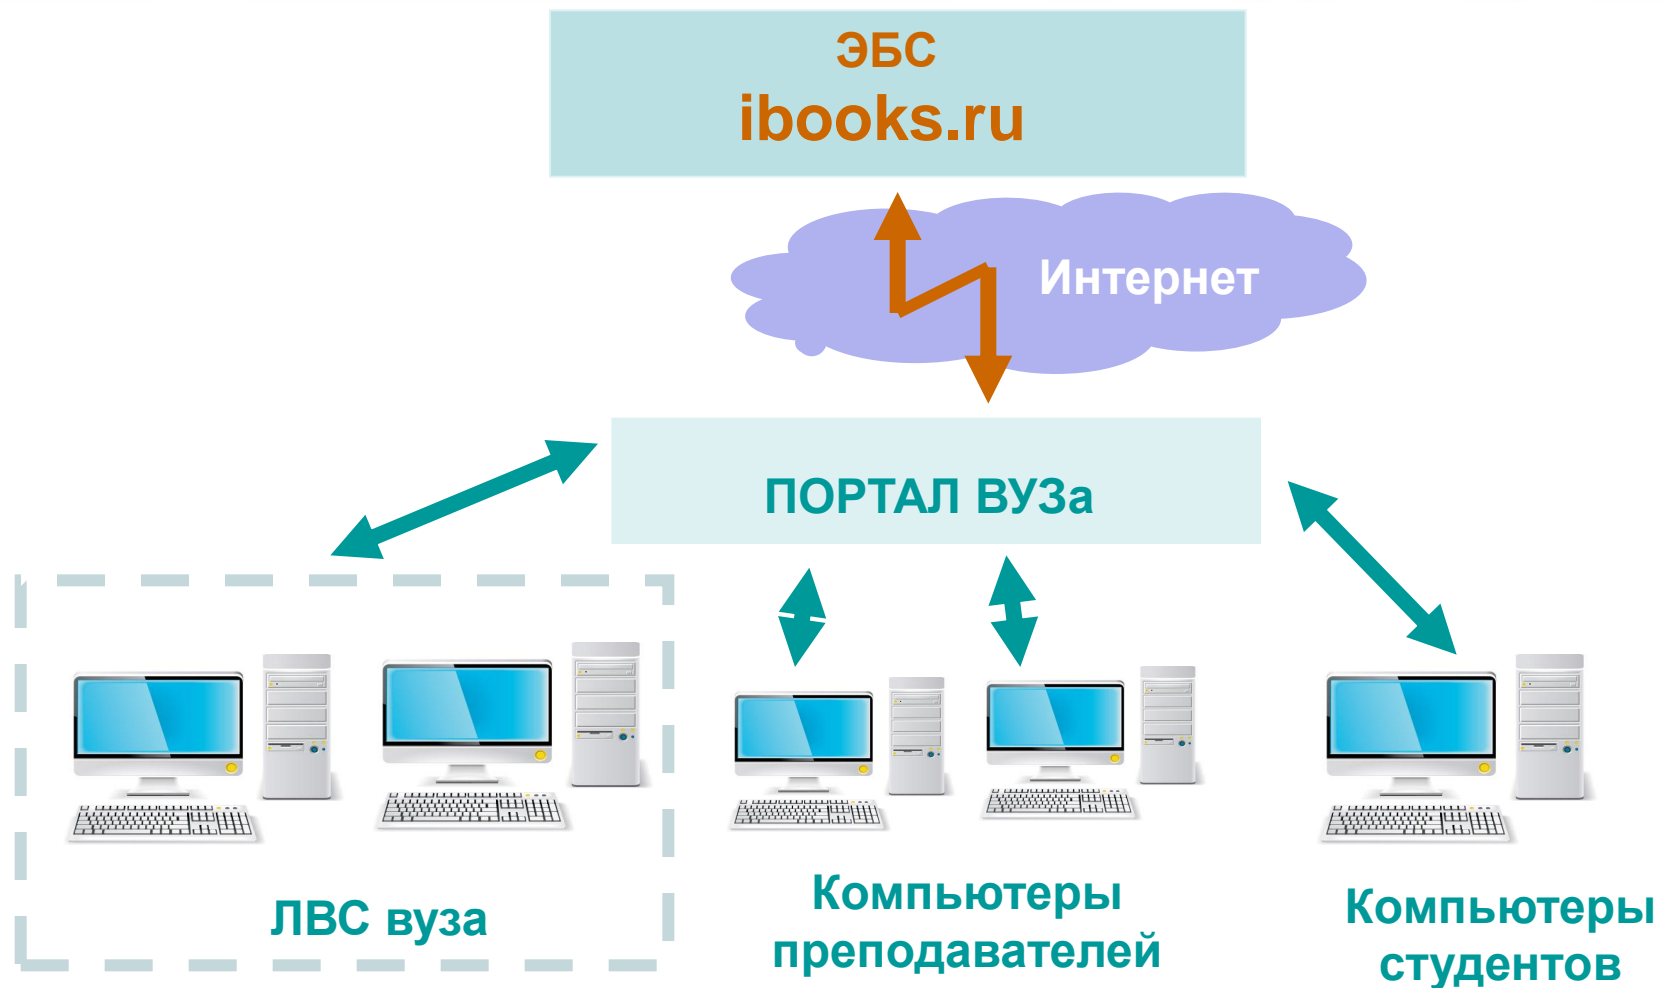 ЭБС
ibooks.ru
Интернет
ПОРТАЛ ВУЗа
ЛВС вуза
Компьютеры
преподавателей
Компьютеры
студентов